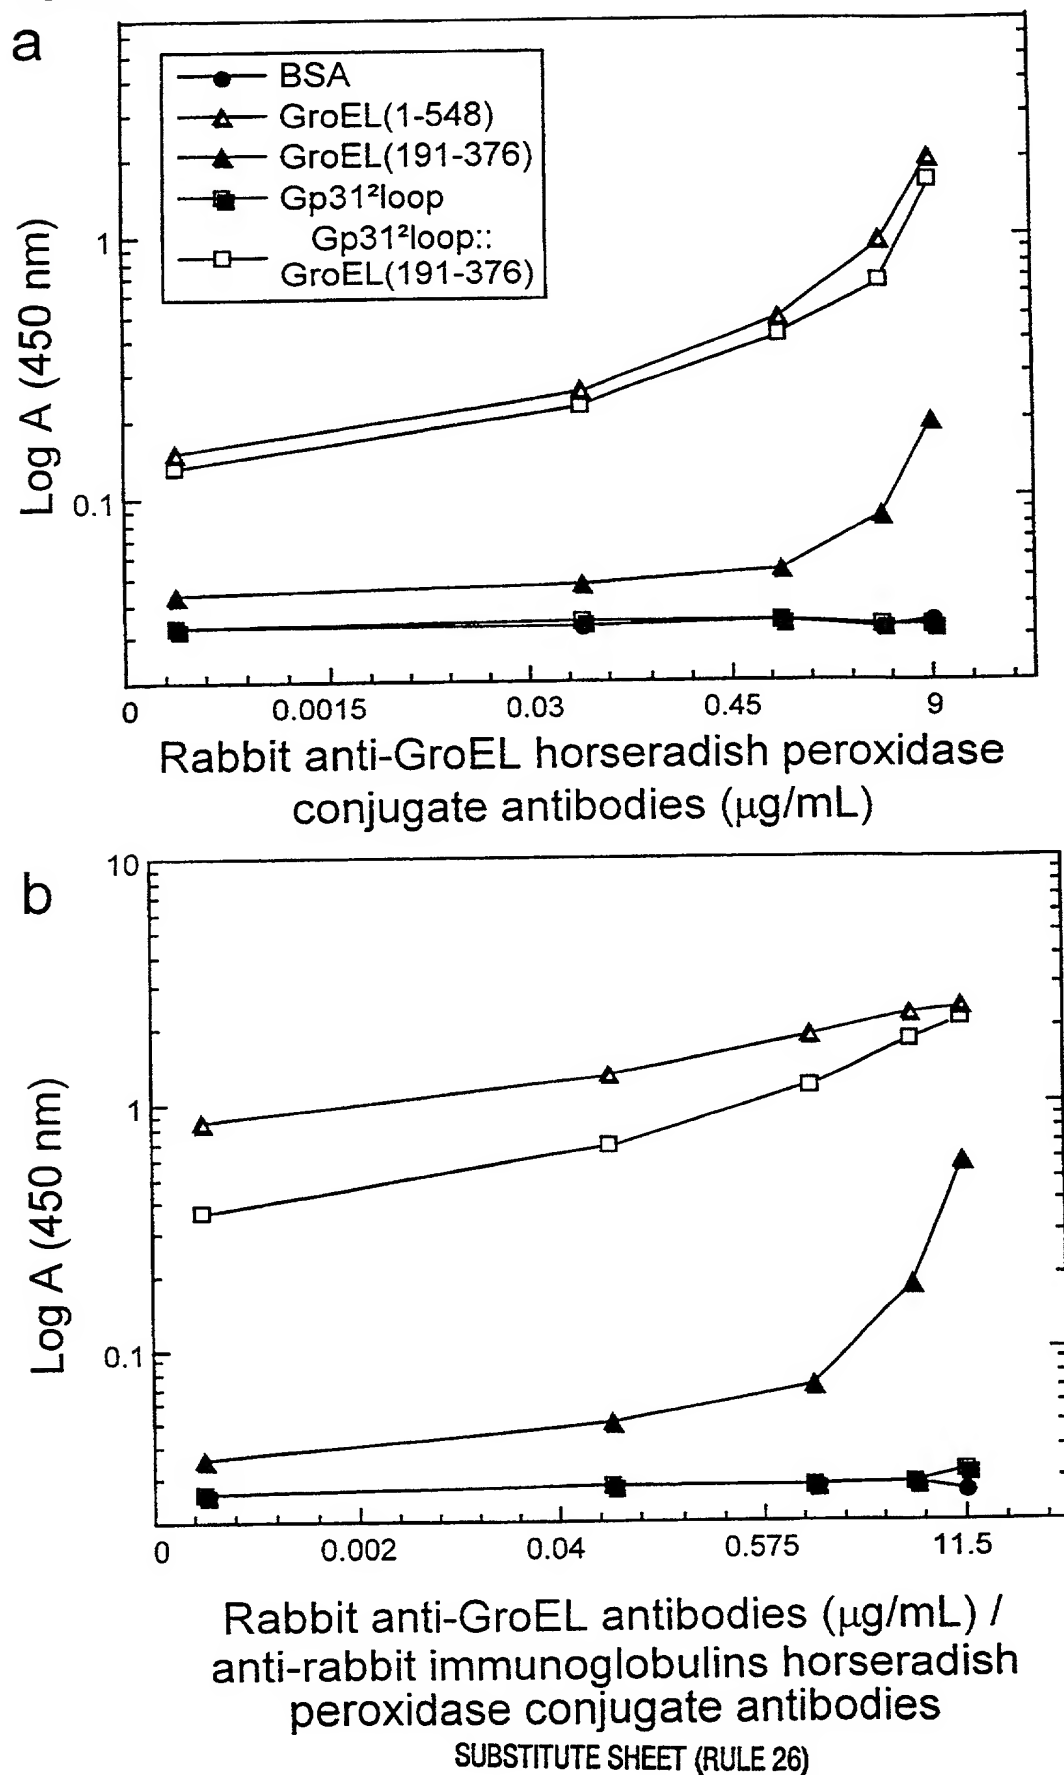 a
BSA
GroEL(1-548)
GroEL(191-376)
Gp31²loop
Gp31²loop::
GroEL(191-376)
Log A (450 nm)
1
0.1
0 0.0015 0.03 0.45 9
Rabbit anti-GroEL horseradish peroxidase
conjugate antibodies (μg/mL)
b
Log A (450 nm)
10
1
0.1
0 0.002 0.04 0.575 11.5
Rabbit anti-GroEL antibodies (μg/mL) /
anti-rabbit immunoglobulins horseradish
peroxidase conjugate antibodies
SUBSTITUTE SHEET (RULE 26)